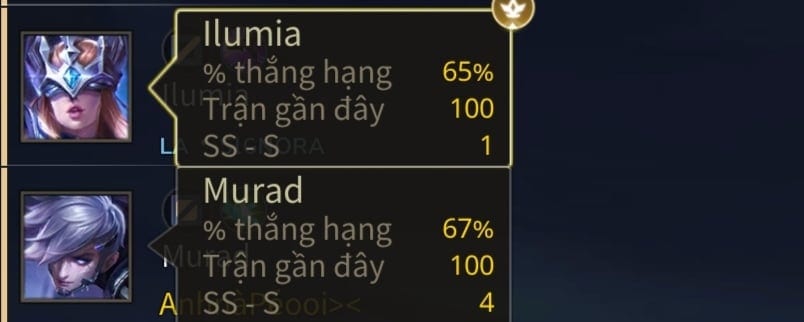 Ilumia
% thắng hạng 65%
Trận gần đây 100
SS - S 1
Murad
% thắng hạng 67%
Trận gần đây 100
SS - S 4